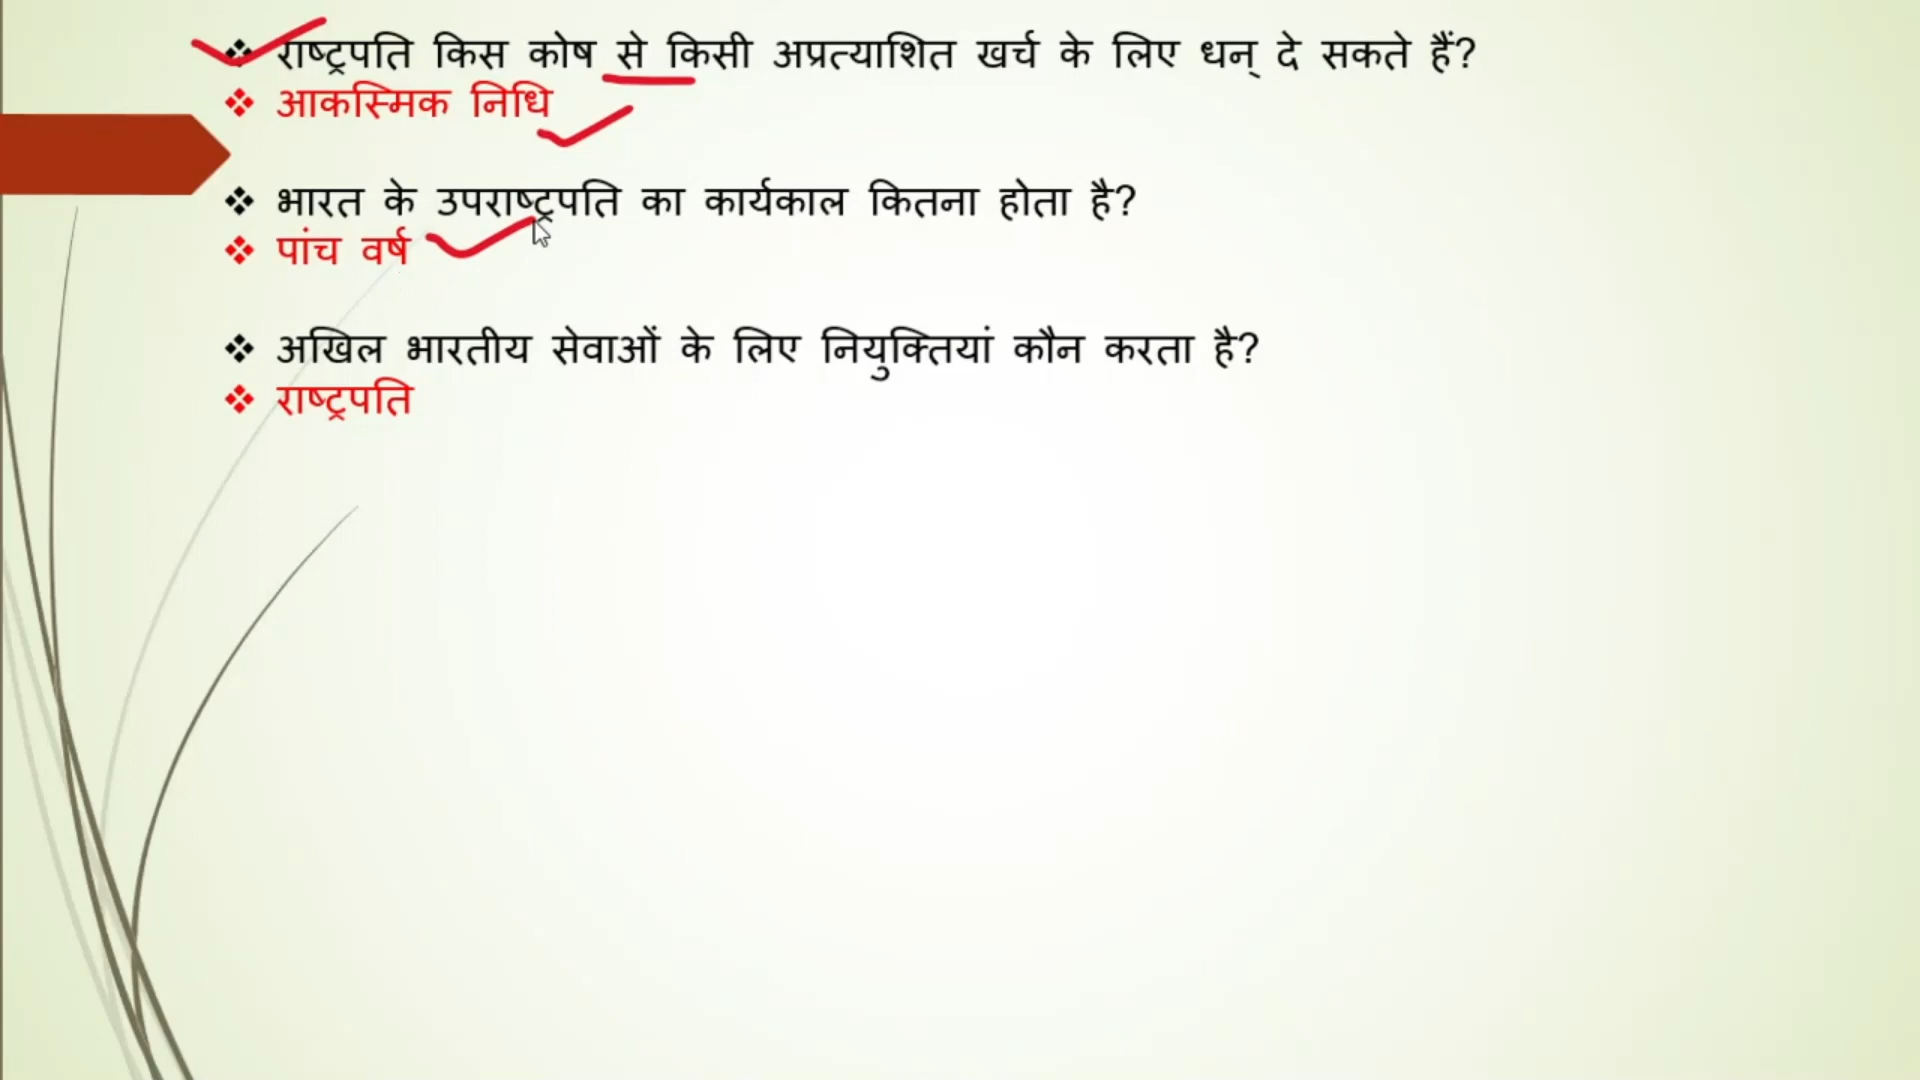 ❖ राष्ट्रपति किस कोष से किसी अप्रत्याशित खर्च के लिए धन् दे सकते हैं?
❖ आकस्मिक निधि
❖ भारत के उपराष्ट्रपति का कार्यकाल कितना होता है?
❖ पांच वर्ष
❖ अखिल भारतीय सेवाओं के लिए नियुक्तियां कौन करता है?
❖ राष्ट्रपति